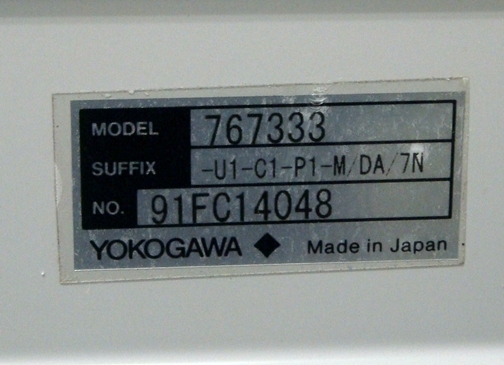 MODEL 767333
SUFFIX -U1-C1-P1-M/DA/7N
NO. 91FC14048
YOKOGAWA ◆ Made in Japan